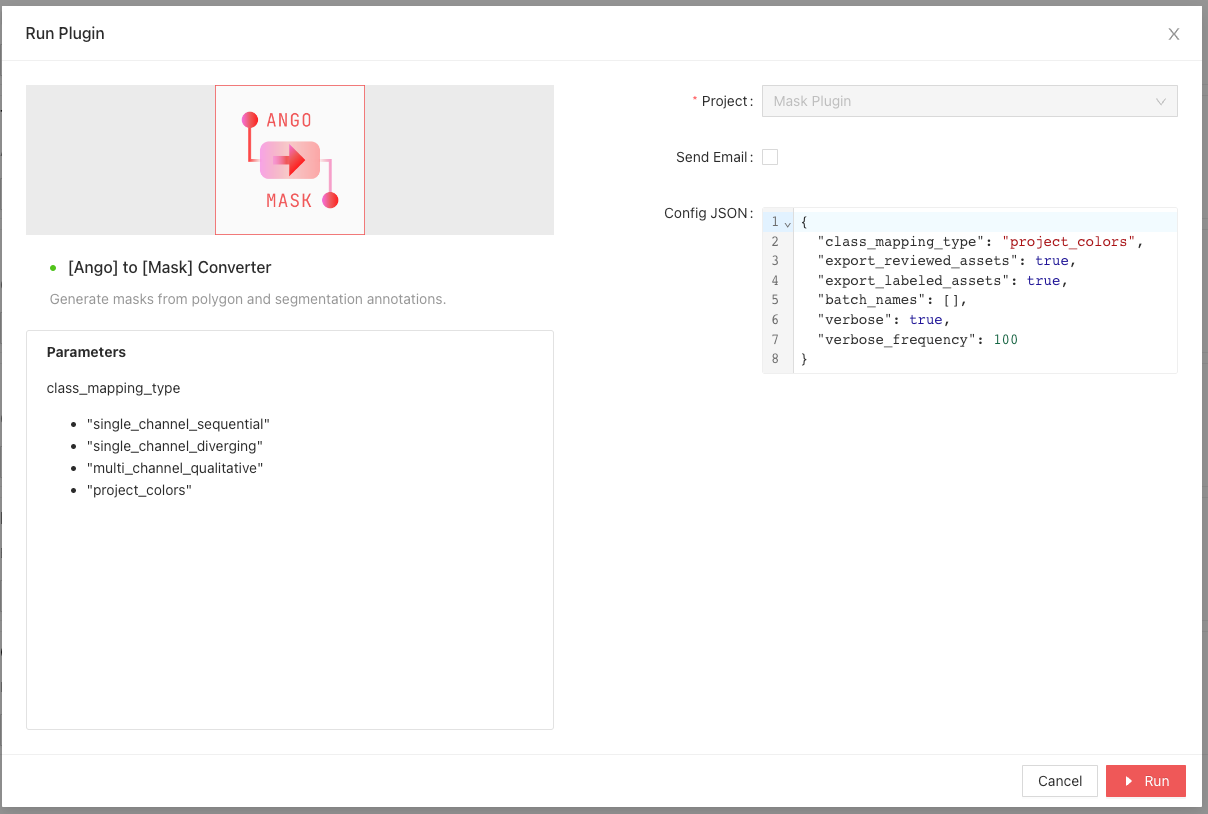 Run Plugin
ANGO
MASK
[Ango] to [Mask] Converter
Generate masks from polygon and segmentation annotations.
Parameters
class_mapping_type
"single_channel_sequential"
"single_channel_diverging"
"multi_channel_qualitative"
"project_colors"
* Project: Mask Plugin
Send Email:
Config JSON:
1 {
2 "class_mapping_type": "project_colors",
3 "export_reviewed_assets": true,
4 "export_labeled_assets": true,
5 "batch_names": [],
6 "verbose": true,
7 "verbose_frequency": 100
8 }
Cancel
Run